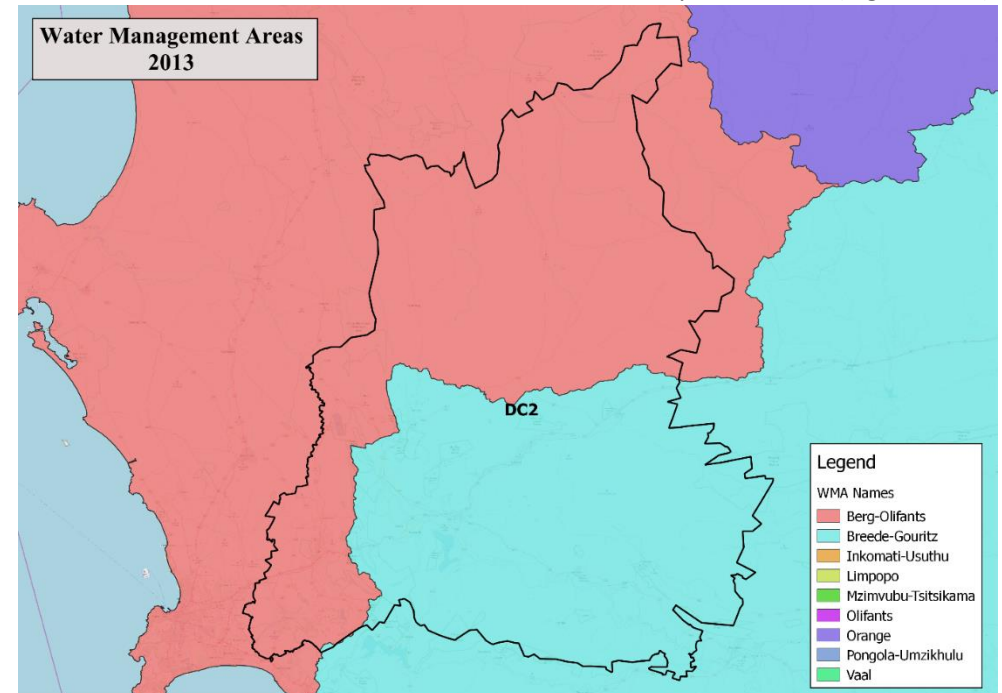 Water Management Areas
2013
DC2
Legend
WMA Names
Berg-Olifants
Breede-Gouritz
Inkomati-Usuthu
Limpopo
Mzimvubu-Tsitsikama
Olifants
Orange
Pongola-Umzikhulu
Vaal